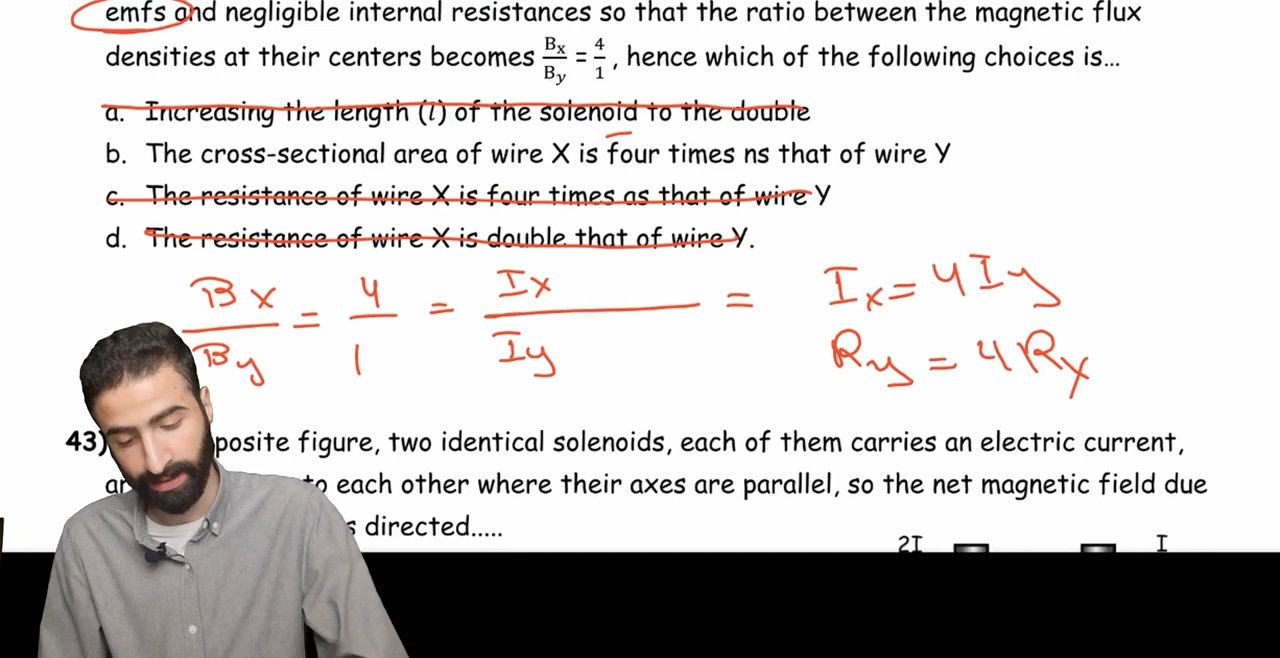 emfs and negligible internal resistances so that the ratio between the magnetic flux
densities at their centers becomes Bx/By = 4/1, hence which of the following choices is...
a. Increasing the length (l) of the solenoid to the double
b. The cross-sectional area of wire X is four times ns that of wire Y
c. The resistance of wire X is four times as that of wire Y
d. The resistance of wire X is double that of wire Y.
Bx/By = 4/1 = Ix/Iy = Ix = 4Iy
Ry = 4Rx
43) posite figure, two identical solenoids, each of them carries an electric current,
to each other where their axes are parallel, so the net magnetic field due
directed.....
2I I